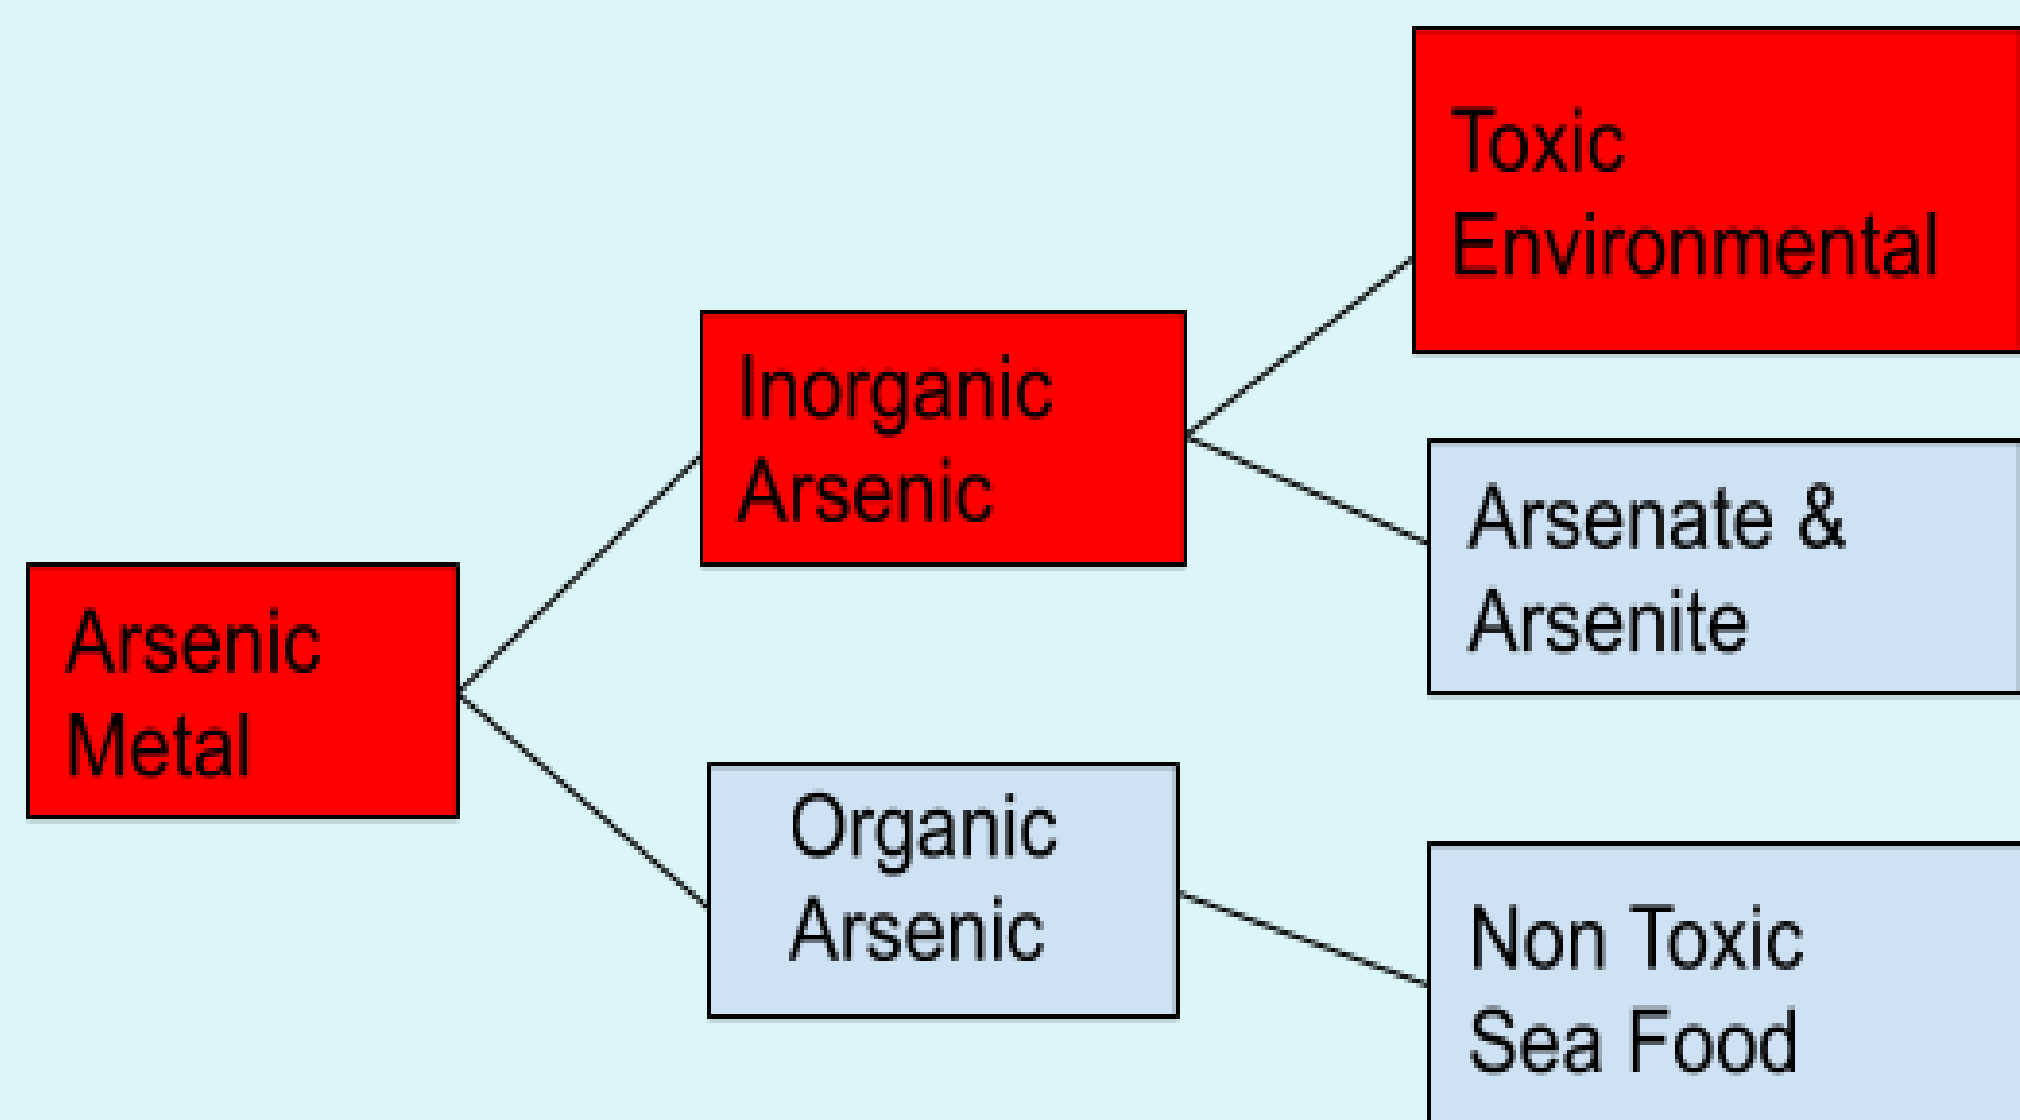 Arsenic
Metal
Inorganic
Arsenic
Organic
Arsenic
Toxic
Environmental
Arsenate &
Arsenite
Non Toxic
Sea Food